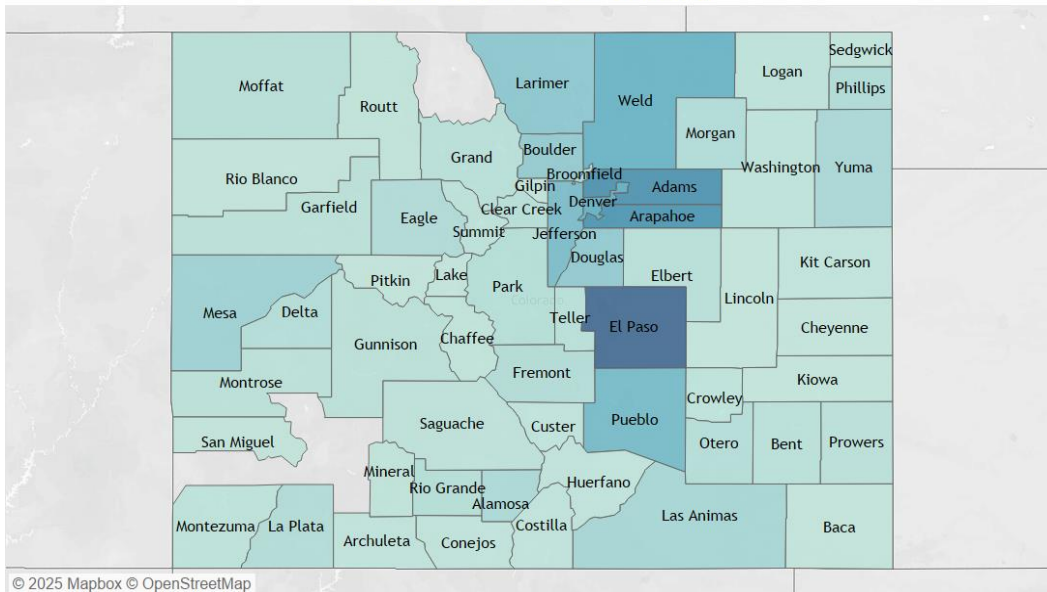 Sedgwick
Logan
Larimer
Moffat
Phillips
Weld
Routt
Morgan
Boulder
Grand
Washington
Yuma
Broomfield
Rio Blanco
Gilpin
Adams
Denver
Garfield
Clear Creek
Eagle
Arapahoe
Summit
Jefferson
Douglas
Kit Carson
Lake
Elbert
Pitkin
Park
Lincoln
Colorado
Mesa
Delta
Teller
El Paso
Cheyenne
Chaffee
Gunnison
Fremont
Kiowa
Montrose
Crowley
Pueblo
Saguache
Custer
San Miguel
Otero
Bent
Prowers
Mineral
Huerfano
Rio Grande
Alamosa
Las Animas
Montezuma
La Plata
Costilla
Baca
Archuleta
Conejos
© 2025 Mapbox © OpenStreetMap